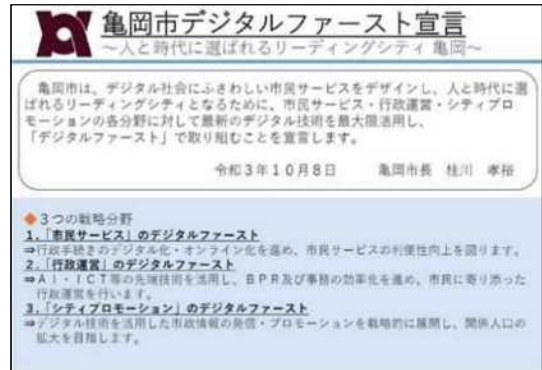 亀岡市デジタルファースト宣言
～人と時代に選ばれるリーディングシティ 亀岡～
亀岡市は、デジタル社会にふさわしい市民サービスをデザインし、人と時代に選
ばれるリーディングシティとなるために、市民サービス・行政運営・シティプロ
モーションの各分野に対して最新のデジタル技術を最大限活用し、
「デジタルファースト」で取り組むことを宣言します。
令和３年１０月８日　亀岡市長　桂川　孝裕
◆３つの戦略分野
１．「市民サービス」のデジタルファースト
⇒行政手続きのデジタル化・オンライン化を進め、市民サービスの利便性向上を図ります。
２．「行政運営」のデジタルファースト
⇒ＡＩ・ＩＣＴ等の先端技術を活用し、ＢＰＲ及び事務の効率化を進め、市民に寄り添った
行政運営を行います。
３．「シティプロモーション」のデジタルファースト
⇒デジタル技術を活用した市政情報の発信・プロモーションを戦略的に展開し、関係人口の
拡大を目指します。